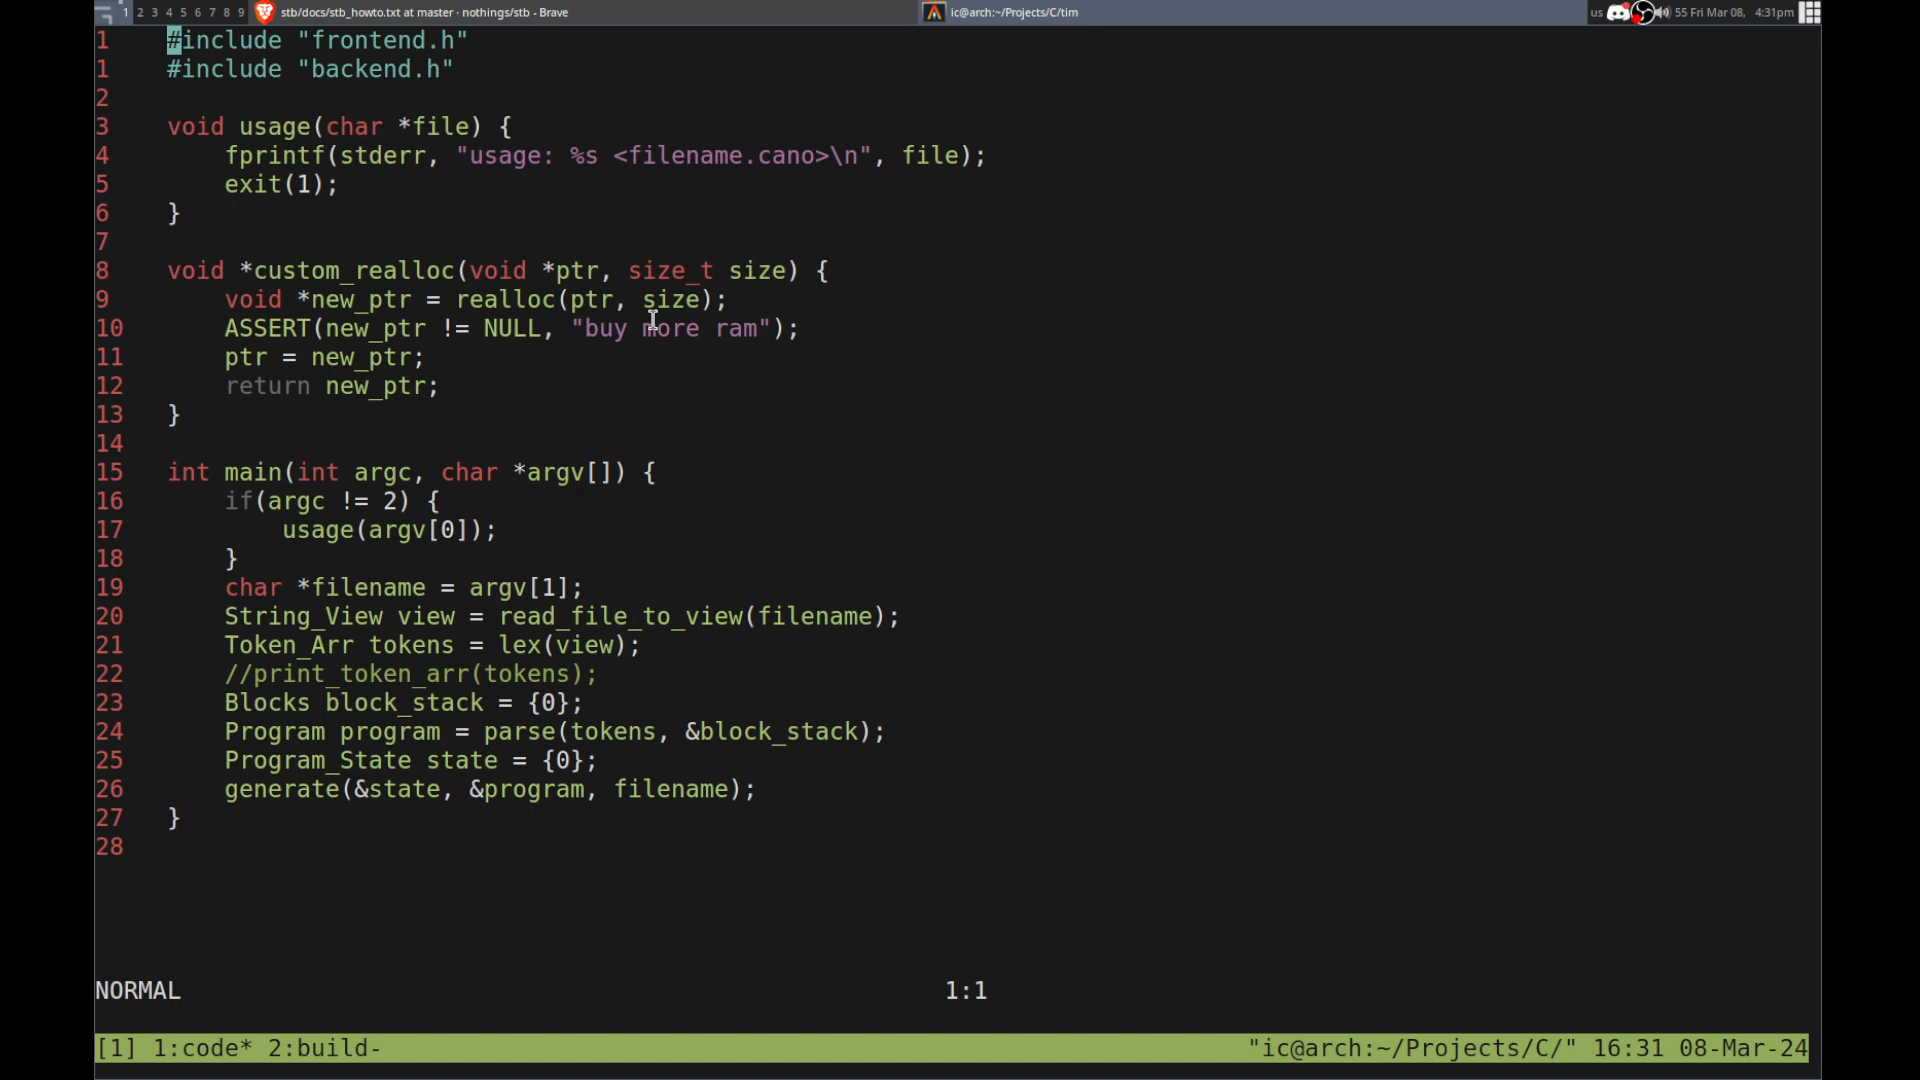 1 2 3 4 5 6 7 8 9 stb/docs/stb_howto.txt at master · nothings/stb - Brave ic@arch:~/Projects/C/tim us 55 Fri Mar 08, 4:31pm
1 #include "frontend.h"
1 #include "backend.h"
2
3 void usage(char *file) {
4 fprintf(stderr, "usage: %s <filename.cano>\n", file);
5 exit(1);
6 }
7
8 void *custom_realloc(void *ptr, size_t size) {
9 void *new_ptr = realloc(ptr, size);
10 ASSERT(new_ptr != NULL, "buy more ram");
11 ptr = new_ptr;
12 return new_ptr;
13 }
14
15 int main(int argc, char *argv[]) {
16 if(argc != 2) {
17 usage(argv[0]);
18 }
19 char *filename = argv[1];
20 String_View view = read_file_to_view(filename);
21 Token_Arr tokens = lex(view);
22 //print_token_arr(tokens);
23 Blocks block_stack = {0};
24 Program program = parse(tokens, &block_stack);
25 Program_State state = {0};
26 generate(&state, &program, filename);
27 }
28
NORMAL 1:1
[1] 1:code* 2:build- "ic@arch:~/Projects/C/" 16:31 08-Mar-24